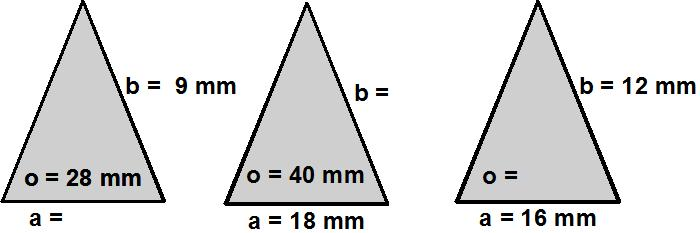 b = 9 mm
o = 28 mm
a =
b =
o = 40 mm
a = 18 mm
b = 12 mm
o =
a = 16 mm